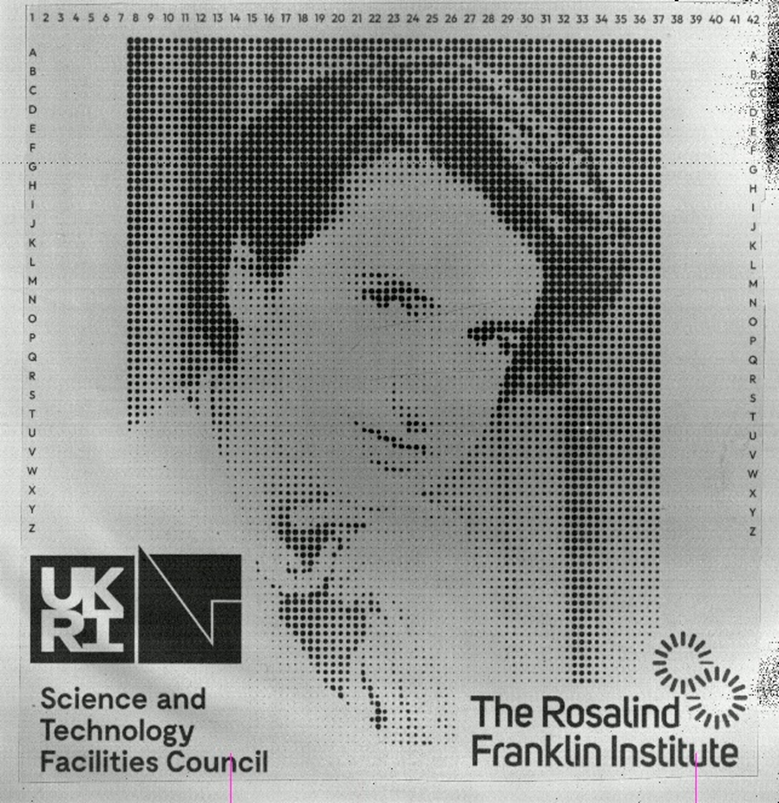 1 2 3 4 5 6 7 8 9 10 11 12 13 14 15 16 17 18 19 20 21 22 23 24 25 26 27 28 29 30 31 32 33 34 35 36 37 38 39 40 41 42
A A
B B
C C
D D
E E
F F
G G
H H
I I
J J
K K
L L
M M
N N
O O
P P
Q Q
R R
S S
T T
U U
V V
W W
X X
Y Y
Z Z
UK
RI
Science and
Technology
Facilities Council
The Rosalind
Franklin Institute